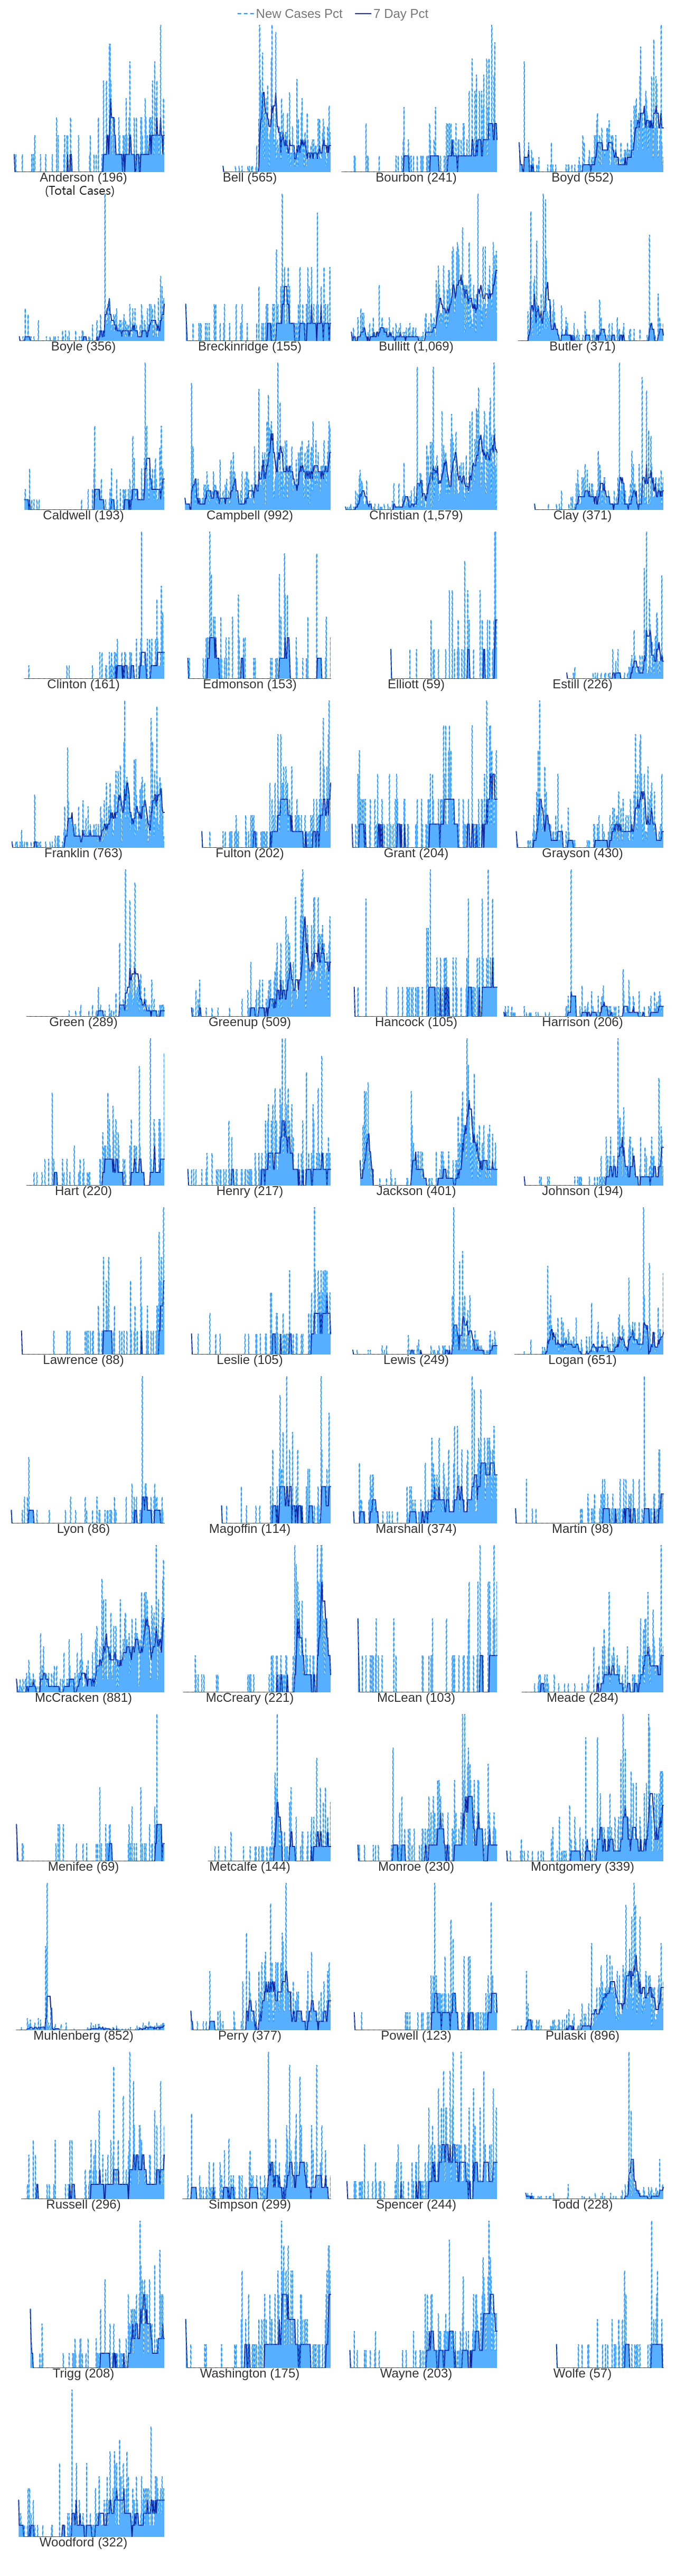 New Cases Pct 7 Day Pct
Anderson (196) Bell (565) Bourbon (241) Boyd (552)
(Total Cases)
Boyle (356) Breckinridge (155) Bullitt (1,069) Butler (371)
Caldwell (193) Campbell (992) Christian (1,579) Clay (371)
Clinton (161) Edmonson (153) Elliott (59) Estill (226)
Franklin (763) Fulton (202) Grant (204) Grayson (430)
Green (289) Greenup (509) Hancock (105) Harrison (206)
Hart (220) Henry (217) Jackson (401) Johnson (194)
Lawrence (88) Leslie (105) Lewis (249) Logan (651)
Lyon (86) Magoffin (114) Marshall (374) Martin (98)
McCracken (881) McCreary (221) McLean (103) Meade (284)
Menifee (69) Metcalfe (144) Monroe (230) Montgomery (339)
Muhlenberg (852) Perry (377) Powell (123) Pulaski (896)
Russell (296) Simpson (299) Spencer (244) Todd (228)
Trigg (208) Washington (175) Wayne (203) Wolfe (57)
Woodford (322)